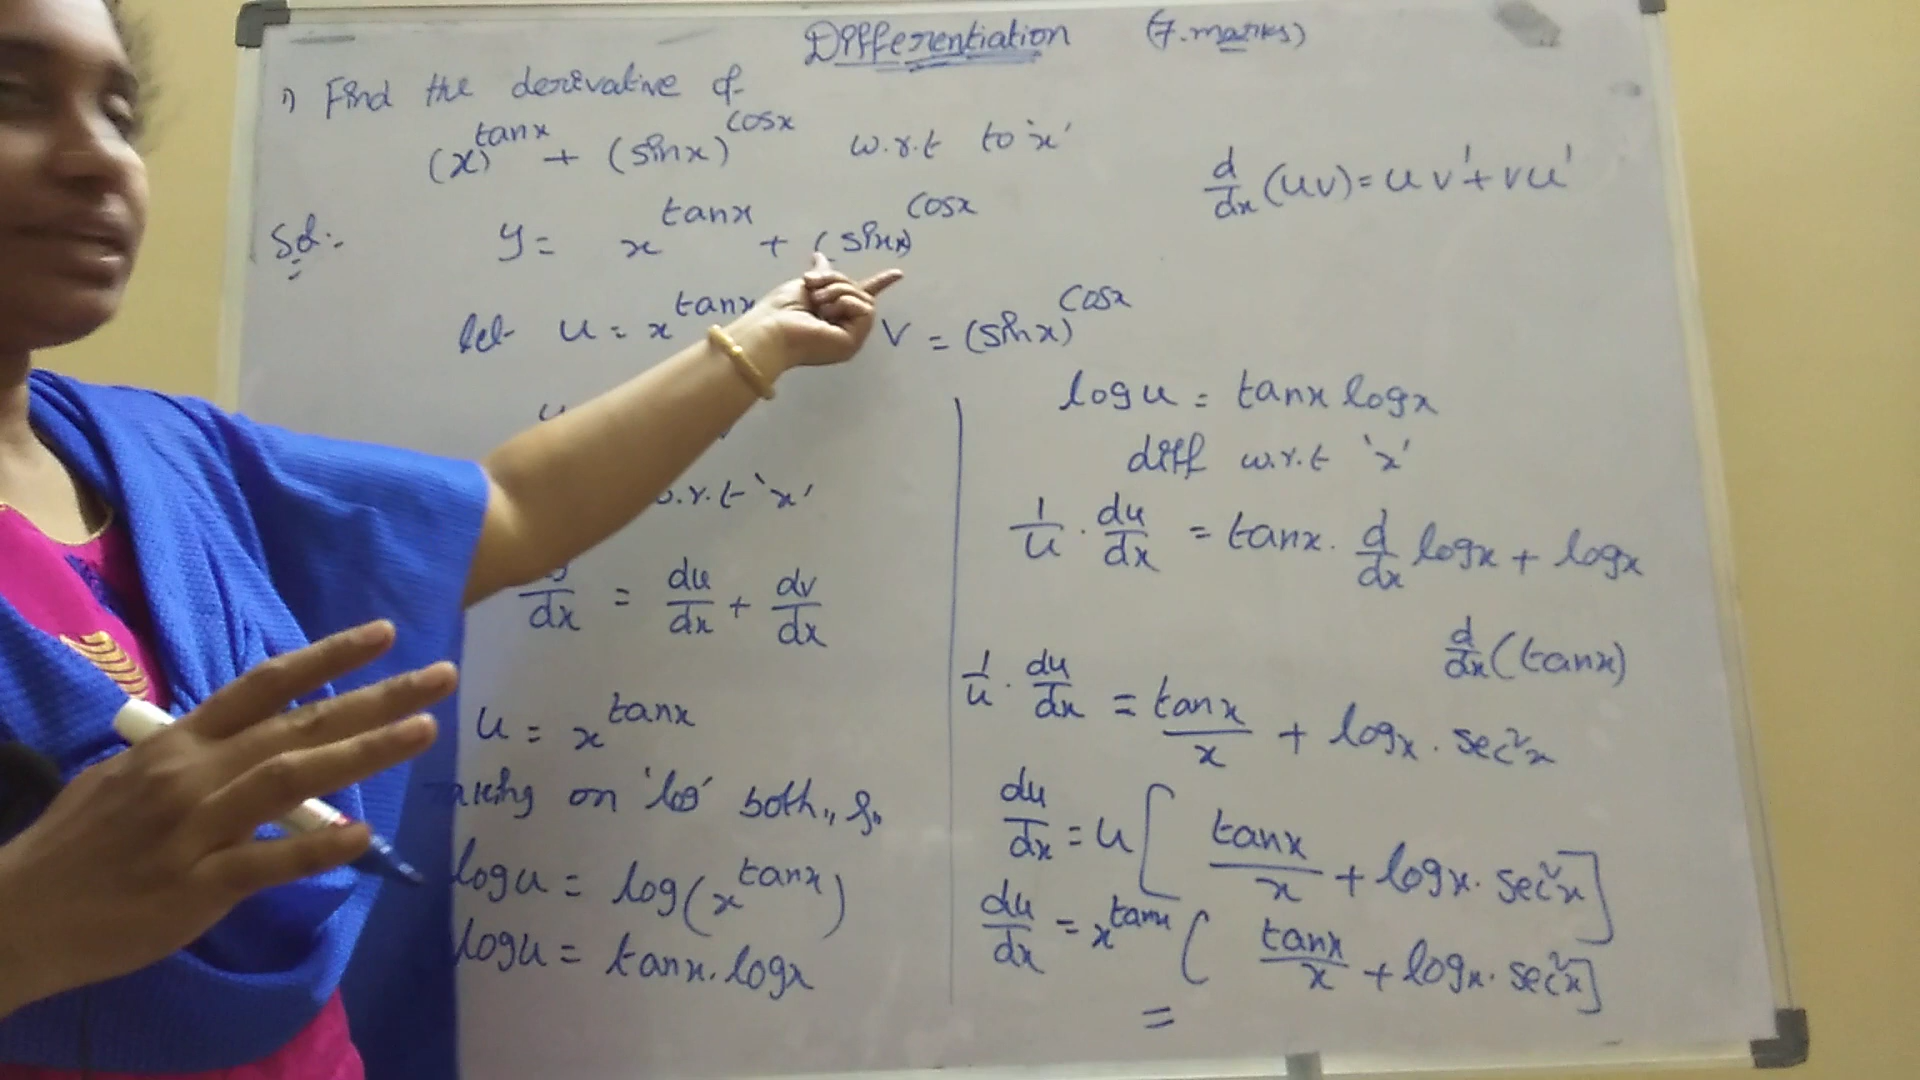 Differentiation (7. marks)
1) Find the derivative of
(x)^tanx + (sinx)^cosx w.r.t to 'x'
d/dx (uv) = uv' + vu'
Sol:- y = x^tanx + (sinx)^cosx
let u = x^tanx v = (sinx)^cosx
w.r.t 'x'
dx = du/dx + dv/dx
u = x^tanx
taking on 'log' both,, s,,
log u = log(x^tanx)
log u = tanx. logx
log u = tanx logx
diff w.r.t 'x'
1/u . du/dx = tanx. d/dx logx + logx
d/dx (tanx)
1/u . du/dx = tanx/x + logx. sec²x
du/dx = u [ tanx/x + logx. sec²x ]
du/dx = x^tanx ( tanx/x + logx. sec²x ]
=